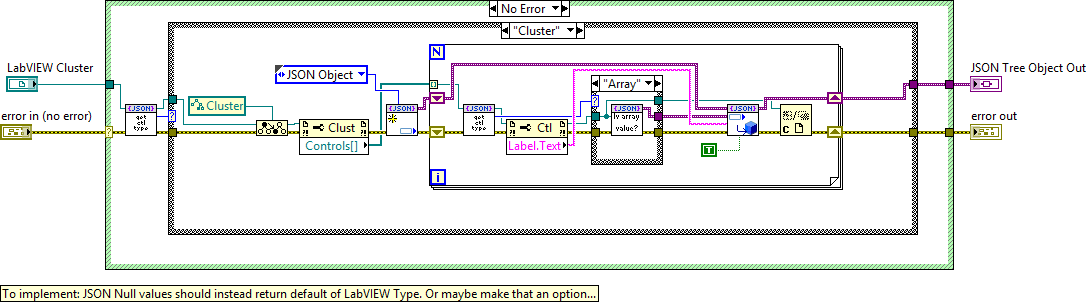 No Error
"Cluster"
N
LabVIEW Cluster
JSON Object
"Array"
JSON Tree Object Out
Cluster
{JSON}
get
ctl
type
?
{JSON}
{JSON}
{JSON}
lv array
value?
{JSON}
?
error in (no error)
Clust
Controls[]
get
ctl
type
Ctl
Label.Text
C
error out
?
T
i
To implement: JSON Null values should instead return default of LabVIEW Type. Or maybe make that an option...